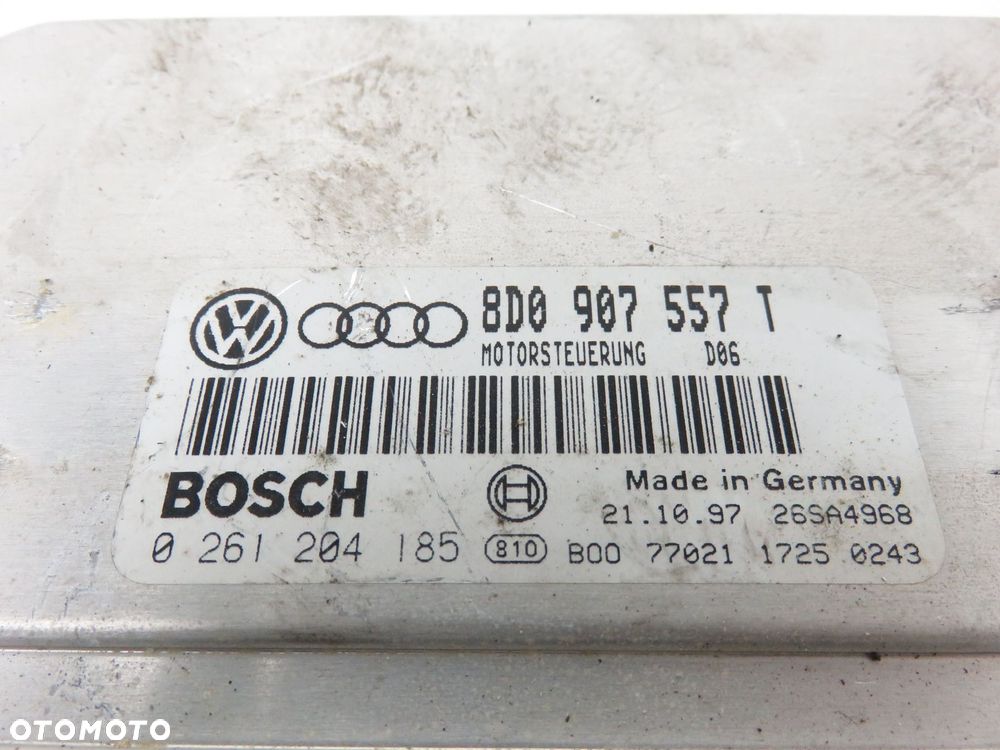 8D0 907 557 T
MOTORSTEUERUNG D06
BOSCH
Made in Germany
21.10.97 26SA4968
0 261 204 185 810 B00 77021 1725 0243
OTOMOTO